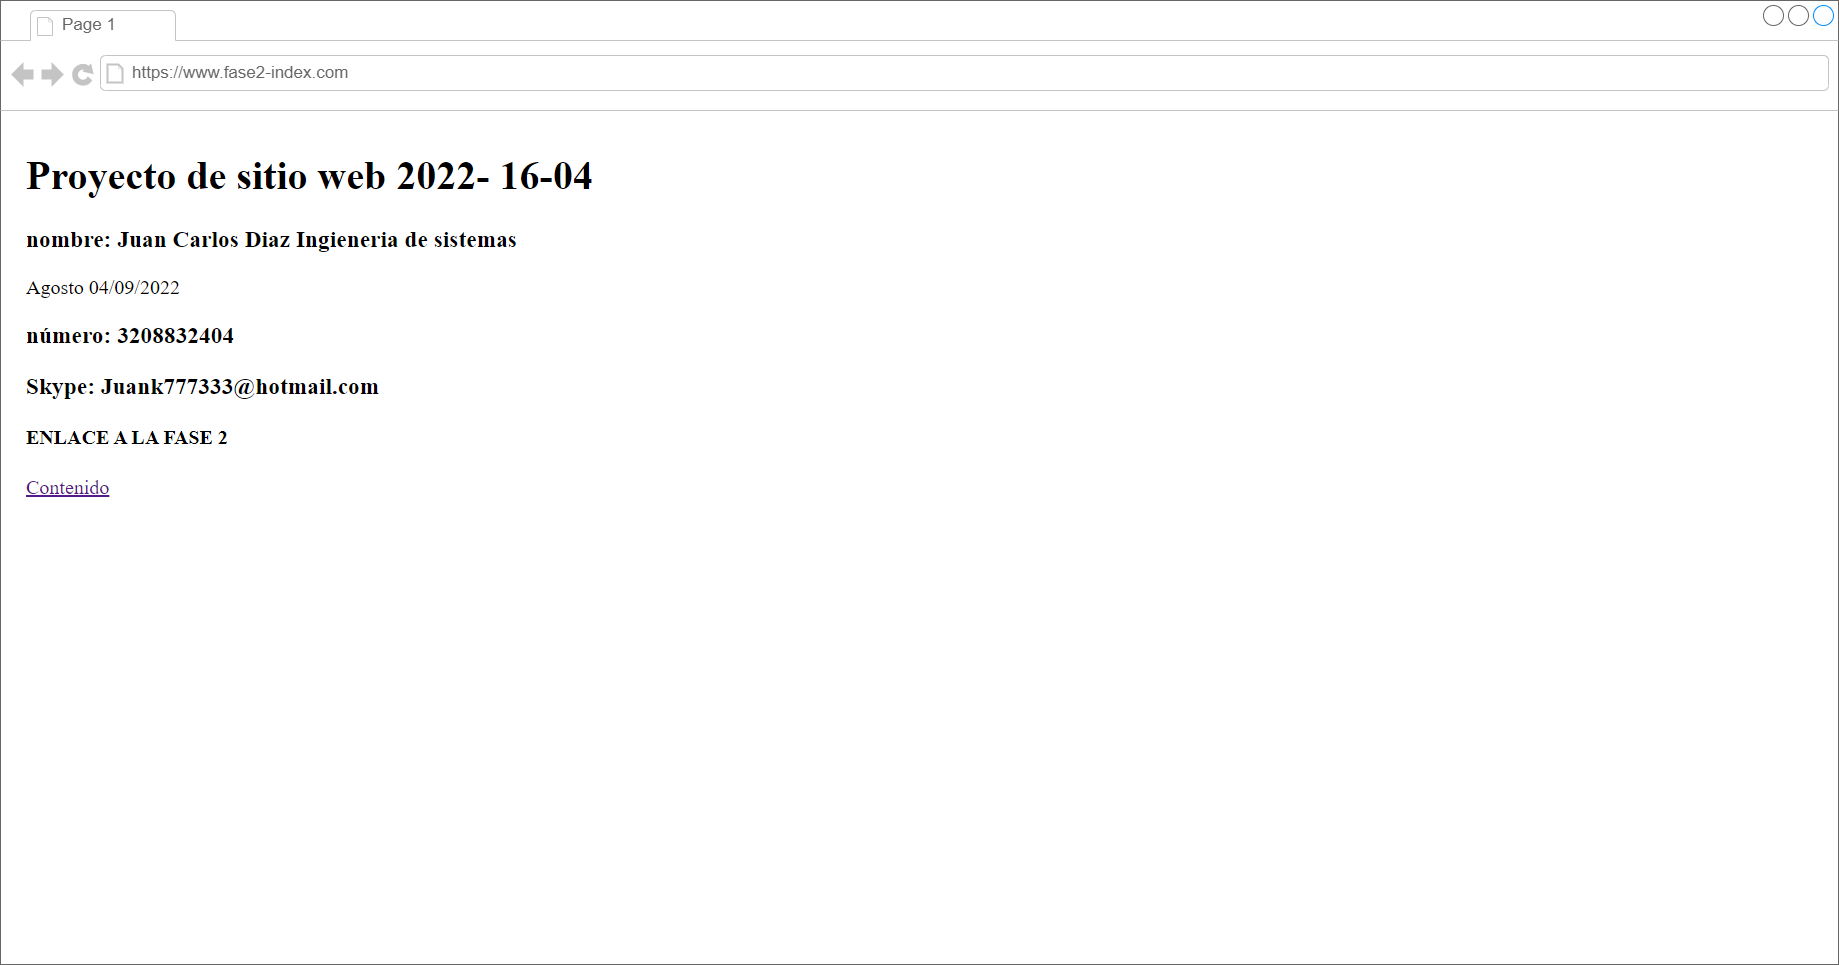 Page 1
https://www.fase2-index.com
Proyecto de sitio web 2022- 16-04
nombre: Juan Carlos Diaz Ingieneria de sistemas
Agosto 04/09/2022
número: 3208832404
Skype: Juank777333@hotmail.com
ENLACE A LA FASE 2
Contenido